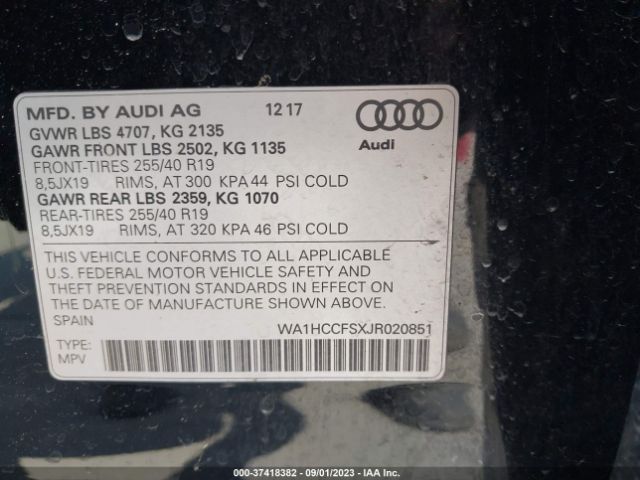 MFD. BY AUDI AG 12 17
GVWR LBS 4707, KG 2135
GAWR FRONT LBS 2502, KG 1135
FRONT-TIRES 255/40 R19
8,5JX19 RIMS, AT 300 KPA 44 PSI COLD
GAWR REAR LBS 2359, KG 1070
REAR-TIRES 255/40 R19
8,5JX19 RIMS, AT 320 KPA 46 PSI COLD
Audi
THIS VEHICLE CONFORMS TO ALL APPLICABLE
U.S. FEDERAL MOTOR VEHICLE SAFETY AND
THEFT PREVENTION STANDARDS IN EFFECT ON
THE DATE OF MANUFACTURE SHOWN ABOVE.
SPAIN WA1HCCFSXJR020851
TYPE:
MPV
000-37418382 - 09/01/2023 - IAA Inc.